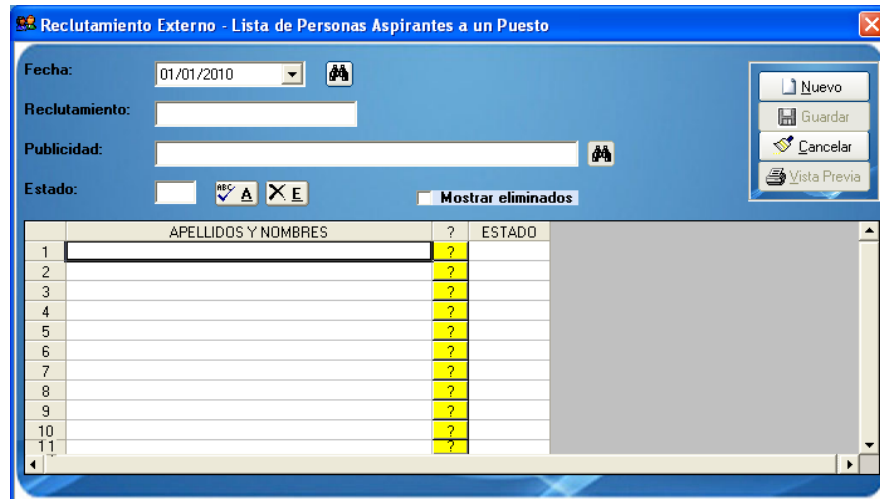 Reclutamiento Externo - Lista de Personas Aspirantes a un Puesto
Fecha: 01/01/2010
Nuevo
Reclutamiento:
Guardar
Publicidad:
Cancelar
Vista Previa
Estado: ABC A E Mostrar eliminados
APELLIDOS Y NOMBRES ? ESTADO
1 ?
2 ?
3 ?
4 ?
5 ?
6 ?
7 ?
8 ?
9 ?
10 ?
11 ?